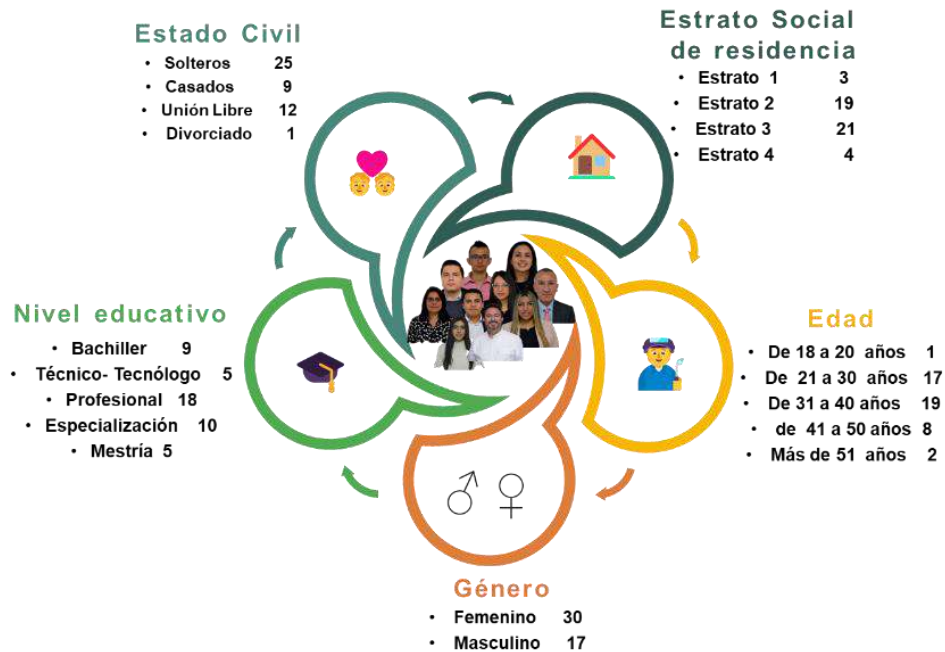 Estado Civil
• Solteros 25
• Casados 9
• Unión Libre 12
• Divorciado 1
Estrato Social
de residencia
• Estrato 1 3
• Estrato 2 19
• Estrato 3 21
• Estrato 4 4
Nivel educativo
• Bachiller 9
• Técnico- Tecnólogo 5
• Profesional 18
• Especialización 10
• Mestría 5
Edad
• De 18 a 20 años 1
• De 21 a 30 años 17
• De 31 a 40 años 19
• de 41 a 50 años 8
• Más de 51 años 2
Género
• Femenino 30
• Masculino 17